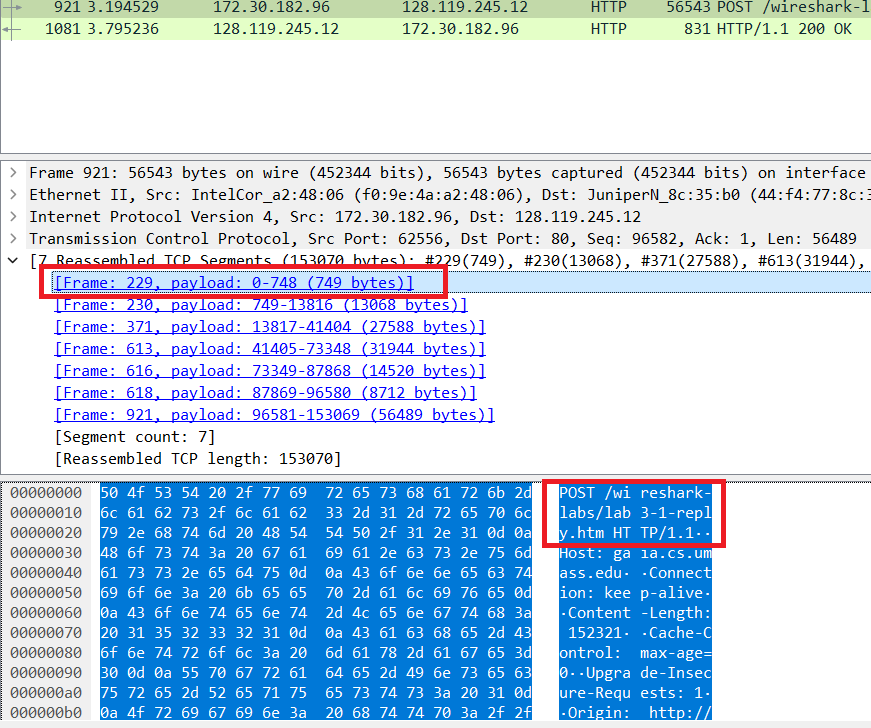 921 3.194529 172.30.182.96 128.119.245.12 HTTP 56543 POST /wireshark-l
1081 3.795236 128.119.245.12 172.30.182.96 HTTP 831 HTTP/1.1 200 OK
Frame 921: 56543 bytes on wire (452344 bits), 56543 bytes captured (452344 bits) on interface
Ethernet II, Src: IntelCor_a2:48:06 (f0:9e:4a:a2:48:06), Dst: JuniperN_8c:35:b0 (44:f4:77:8c:3
Internet Protocol Version 4, Src: 172.30.182.96, Dst: 128.119.245.12
Transmission Control Protocol, Src Port: 62556, Dst Port: 80, Seq: 96582, Ack: 1, Len: 56489
[7 Reassembled TCP Segments (153070 bytes): #229(749), #230(13068), #371(27588), #613(31944),
[Frame: 229, payload: 0-748 (749 bytes)]
[Frame: 230, payload: 749-13816 (13068 bytes)]
[Frame: 371, payload: 13817-41404 (27588 bytes)]
[Frame: 613, payload: 41405-73348 (31944 bytes)]
[Frame: 616, payload: 73349-87868 (14520 bytes)]
[Frame: 618, payload: 87869-96580 (8712 bytes)]
[Frame: 921, payload: 96581-153069 (56489 bytes)]
[Segment count: 7]
[Reassembled TCP length: 153070]
00000000 50 4f 53 54 20 2f 77 69 72 65 73 68 61 72 6b 2d POST /wi reshark-
00000010 6c 61 62 73 2f 6c 61 62 33 2d 31 2d 72 65 70 6c labs/lab 3-1-repl
00000020 79 2e 68 74 6d 20 48 54 54 50 2f 31 2e 31 0d 0a y.htm HT TP/1.1··
00000030 48 6f 73 74 3a 20 67 61 69 61 2e 63 73 2e 75 6d Host: ga ia.cs.um
00000040 61 73 73 2e 65 64 75 0d 0a 43 6f 6e 6e 65 63 74 ass.edu· ·Connect
00000050 69 6f 6e 3a 20 6b 65 65 70 2d 61 6c 69 76 65 0d ion: kee p-alive·
00000060 0a 43 6f 6e 74 65 6e 74 2d 4c 65 6e 67 74 68 3a ·Content -Length:
00000070 20 31 35 32 33 32 31 0d 0a 43 61 63 68 65 2d 43 152321· ·Cache-C
00000080 6f 6e 74 72 6f 6c 3a 20 6d 61 78 2d 61 67 65 3d ontrol: max-age=
00000090 30 0d 0a 55 70 67 72 61 64 65 2d 49 6e 73 65 63 0··Upgra de-Insec
000000a0 75 72 65 2d 52 65 71 75 65 73 74 73 3a 20 31 0d ure-Requ ests: 1·
000000b0 0a 4f 72 69 67 69 6e 3a 20 68 74 74 70 3a 2f 2f ·Origin: http://